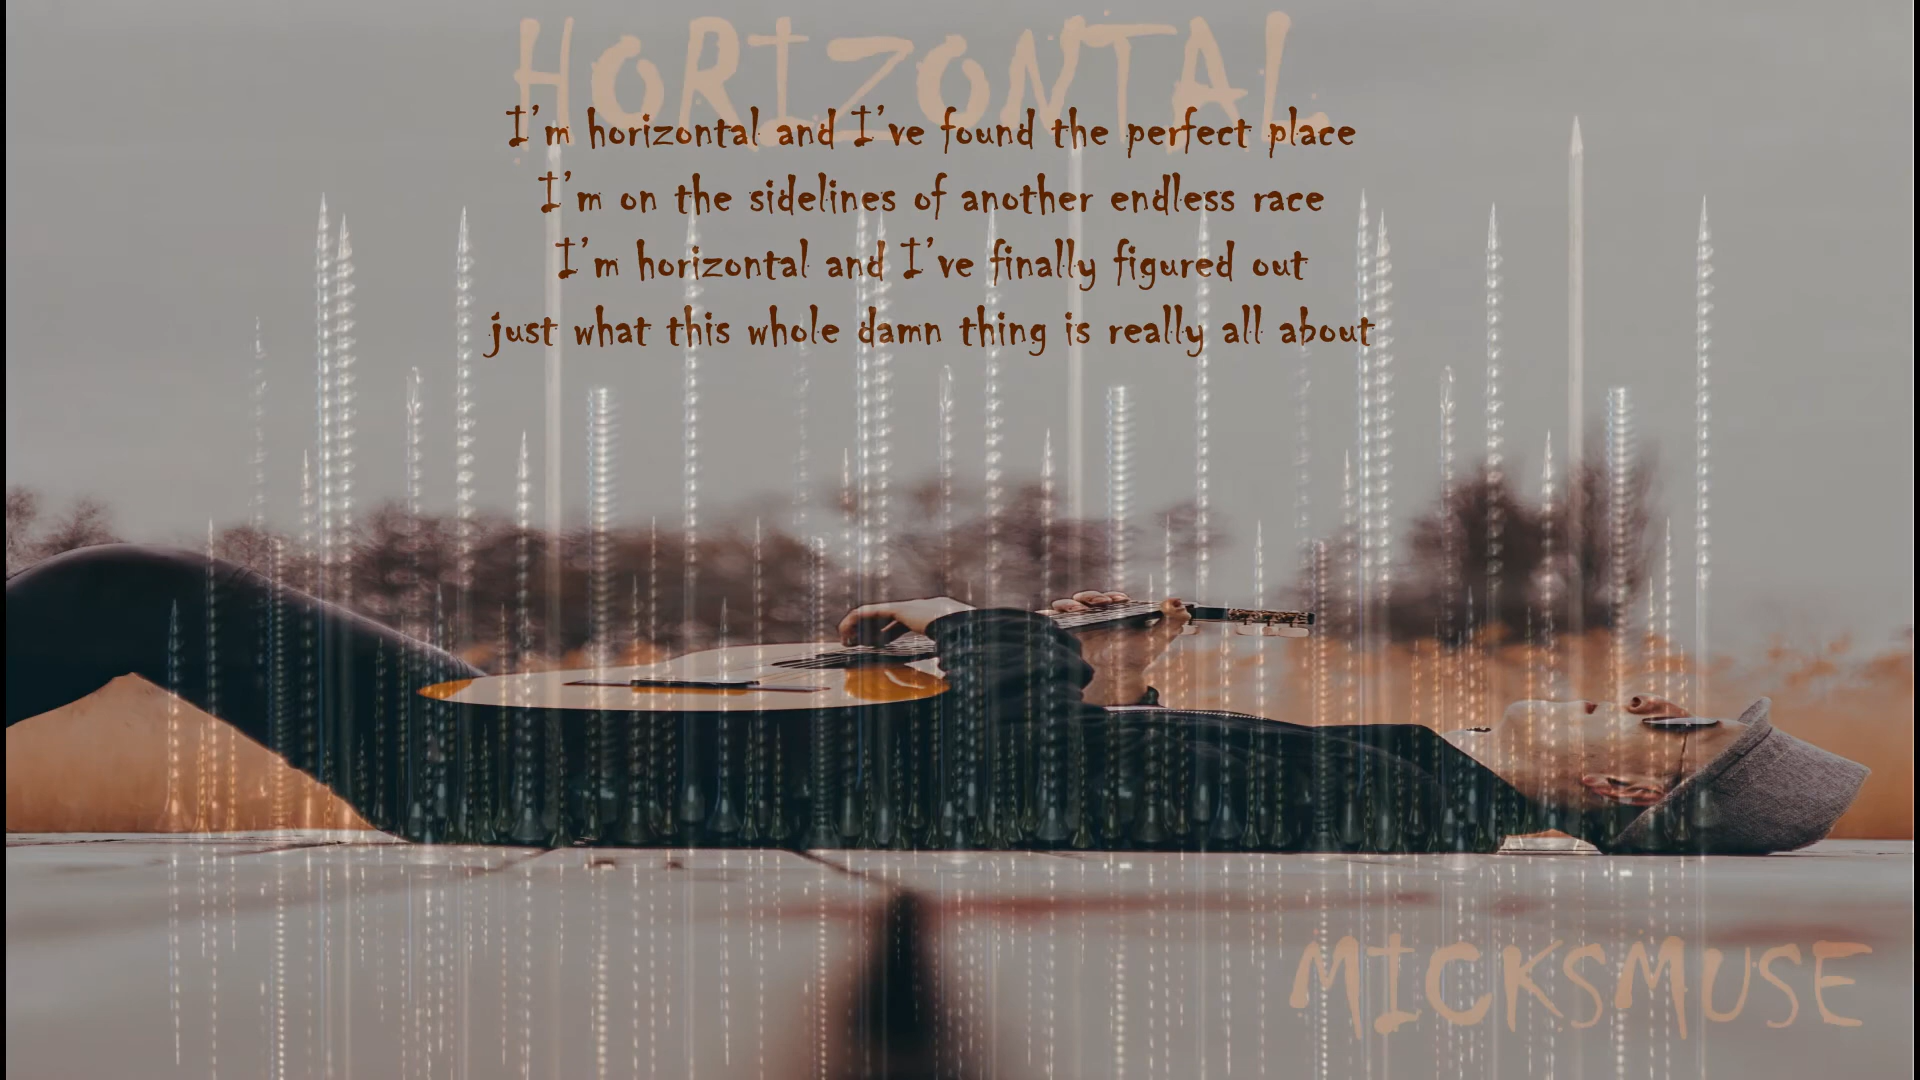 HORIZONTAL
I'm horizontal and I've found the perfect place
I'm on the sidelines of another endless race
I'm horizontal and I've finally figured out
just what this whole damn thing is really all about
MICKSMUSE